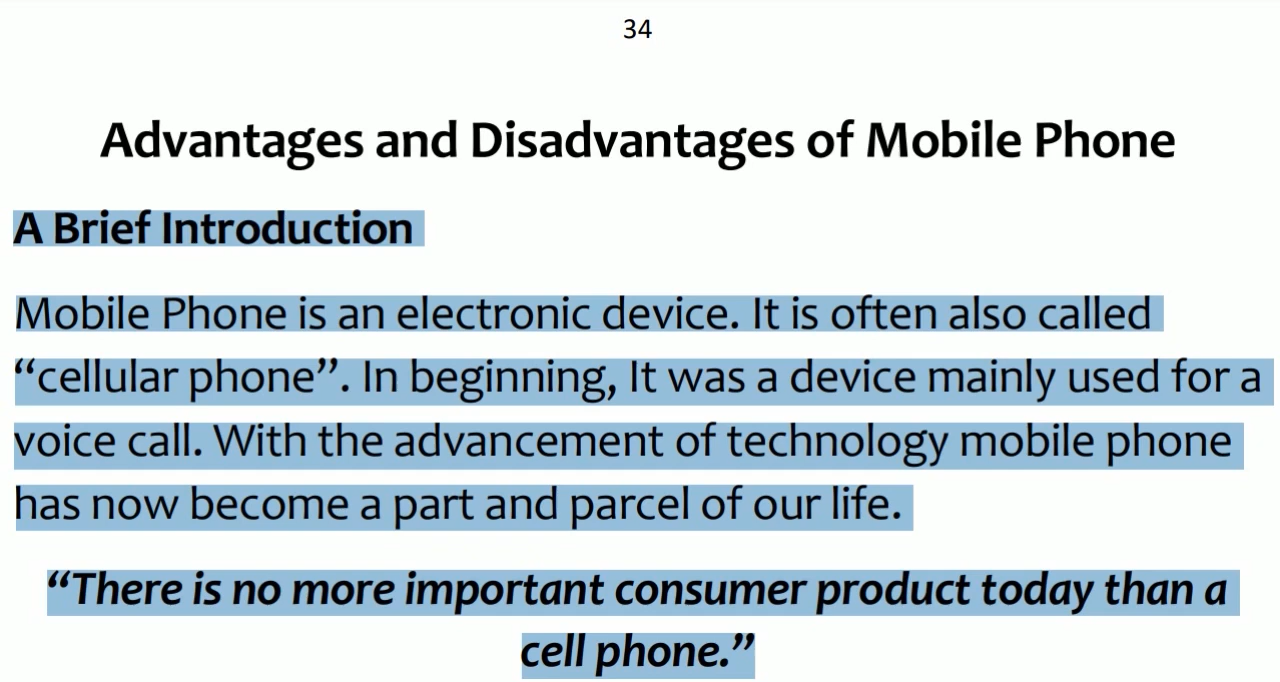 34
Advantages and Disadvantages of Mobile Phone
A Brief Introduction
Mobile Phone is an electronic device. It is often also called
“cellular phone”. In beginning, It was a device mainly used for a
voice call. With the advancement of technology mobile phone
has now become a part and parcel of our life.
“There is no more important consumer product today than a
cell phone.”